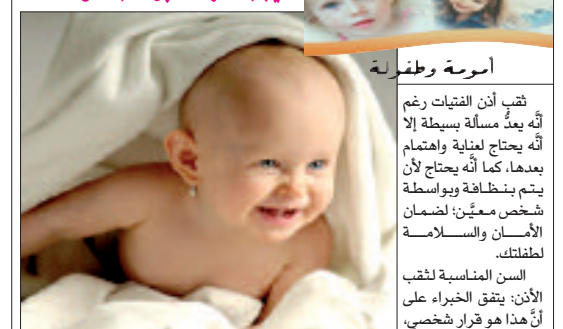 أمومة وطفولة
ثقب أذن الفتيات رغم
أنَّه يعدُّ مسألة بسيطة إلا
أنَّه يحتاج لعناية واهتمام
بعدها، كما أنَّه يحتاج لأن
يتم بنظافة وبواسطة
شخص معيَّن؛ لضمان
الأمــــان والســــلامــــة
لطفلتك.
السن المناسبة لثقب
الأذن: يتفق الخبراء على
أنَّ هذا هو قرار شخصي،